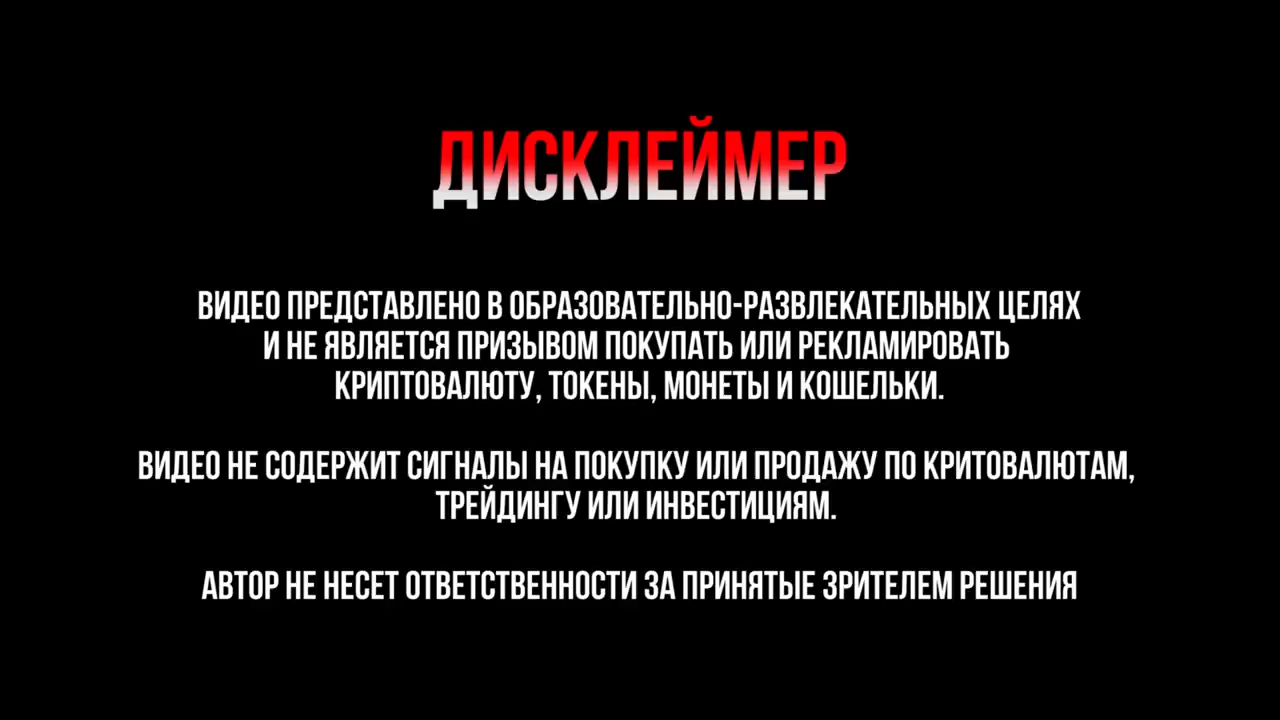 ДИСКЛЕЙМЕР
ВИДЕО ПРЕДСТАВЛЕНО В ОБРАЗОВАТЕЛЬНО-РАЗВЛЕКАТЕЛЬНЫХ ЦЕЛЯХ
И НЕ ЯВЛЯЕТСЯ ПРИЗЫВОМ ПОКУПАТЬ ИЛИ РЕКЛАМИРОВАТЬ
КРИПТОВАЛЮТУ, ТОКЕНЫ, МОНЕТЫ И КОШЕЛЬКИ.
ВИДЕО НЕ СОДЕРЖИТ СИГНАЛЫ НА ПОКУПКУ ИЛИ ПРОДАЖУ ПО КРИТОВАЛЮТАМ,
ТРЕЙДИНГУ ИЛИ ИНВЕСТИЦИЯМ.
АВТОР НЕ НЕСЕТ ОТВЕТСТВЕННОСТИ ЗА ПРИНЯТЫЕ ЗРИТЕЛЕМ РЕШЕНИЯ